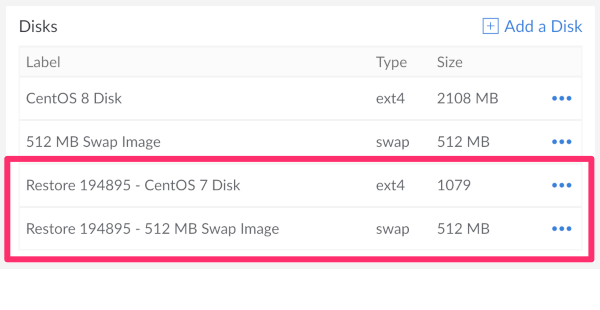 Disks
Add a Disk
Label Type Size
CentOS 8 Disk ext4 2108 MB
512 MB Swap Image swap 512 MB
Restore 194895 - CentOS 7 Disk ext4 1079
Restore 194895 - 512 MB Swap Image swap 512 MB